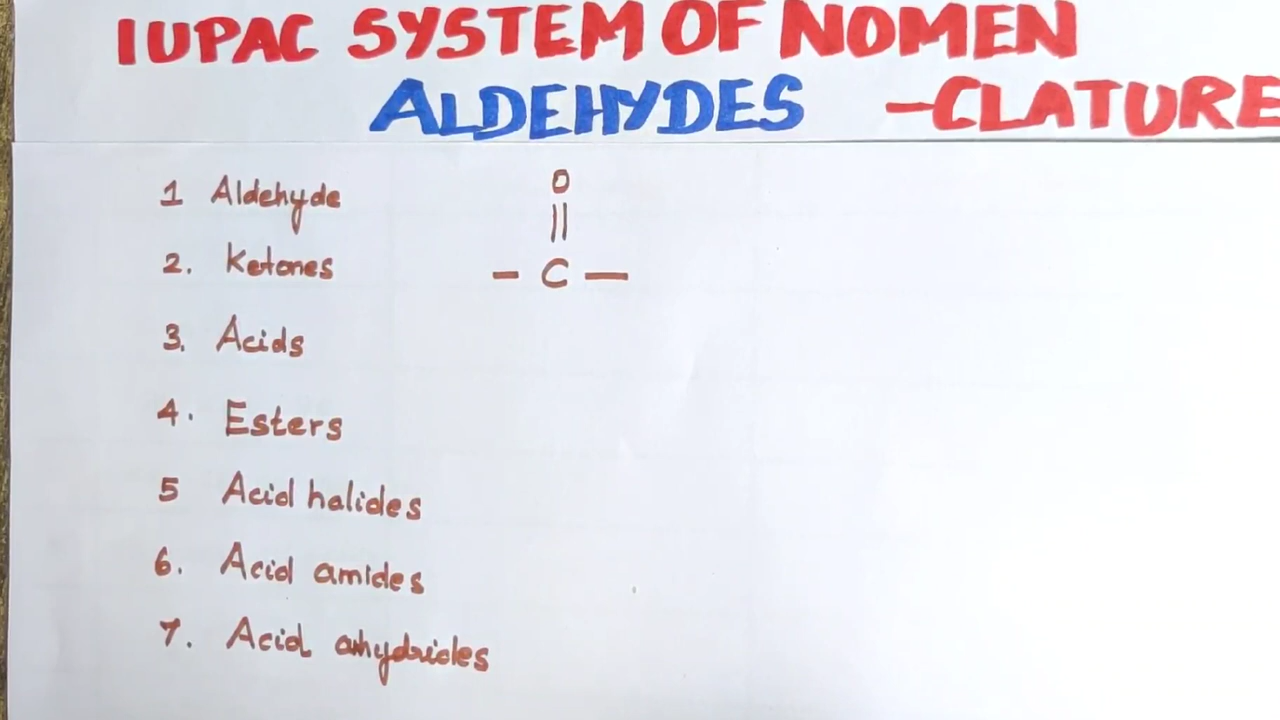 IUPAC SYSTEM OF NOMEN
ALDEHYDES -CLATURE
1 Aldehyde
2. Ketones
3. Acids
4. Esters
5 Acid halides
6. Acid amides
7. Acid anhydrides
O
||
- C -